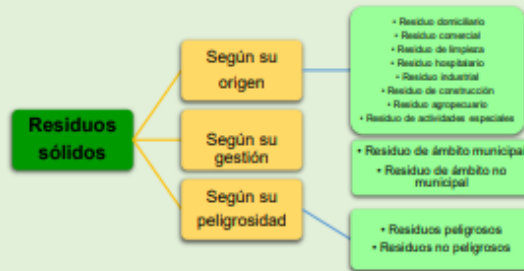 Residuos
sólidos
Según su
origen
• Residuo domiciliario
• Residuo comercial
• Residuo de limpieza
• Residuo hospitalario
• Residuo industrial
• Residuo de construcción
• Residuo agropecuario
• Residuo de actividades especiales
Según su
gestión
• Residuo de ámbito municipal
• Residuo de ámbito no
municipal
Según su
peligrosidad
• Residuos peligrosos
• Residuos no peligrosos